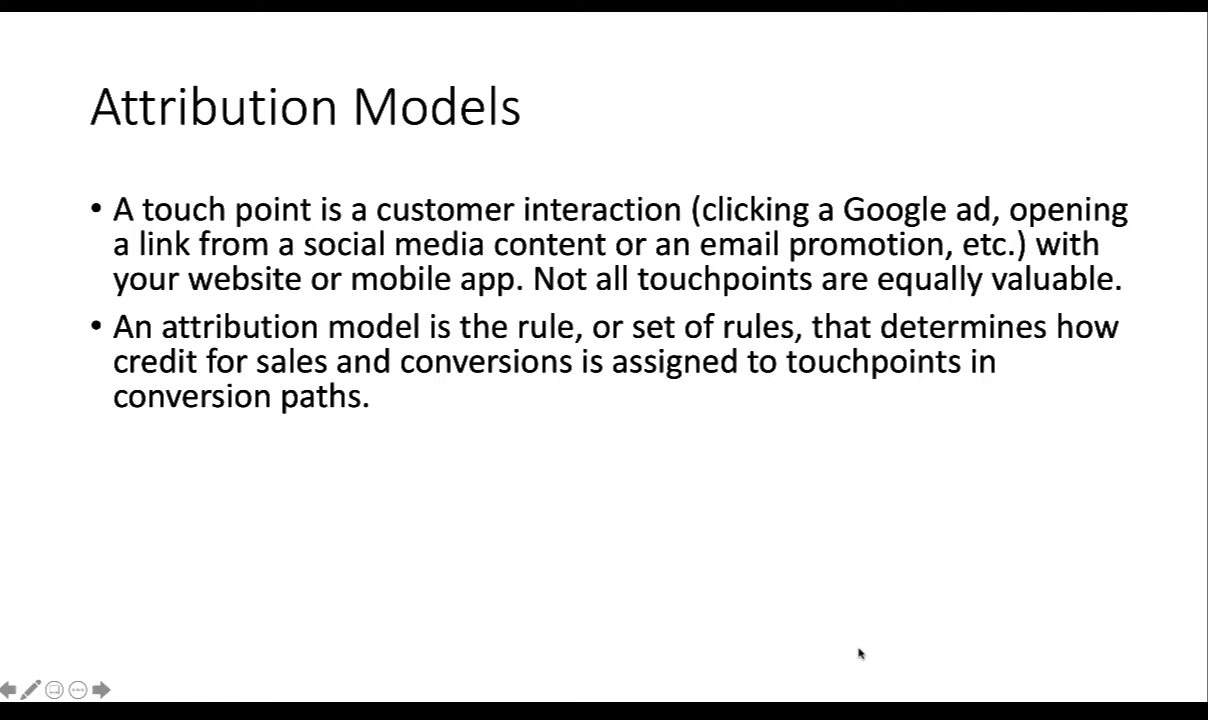 Attribution Models
• A touch point is a customer interaction (clicking a Google ad, opening
a link from a social media content or an email promotion, etc.) with
your website or mobile app. Not all touchpoints are equally valuable.
• An attribution model is the rule, or set of rules, that determines how
credit for sales and conversions is assigned to touchpoints in
conversion paths.